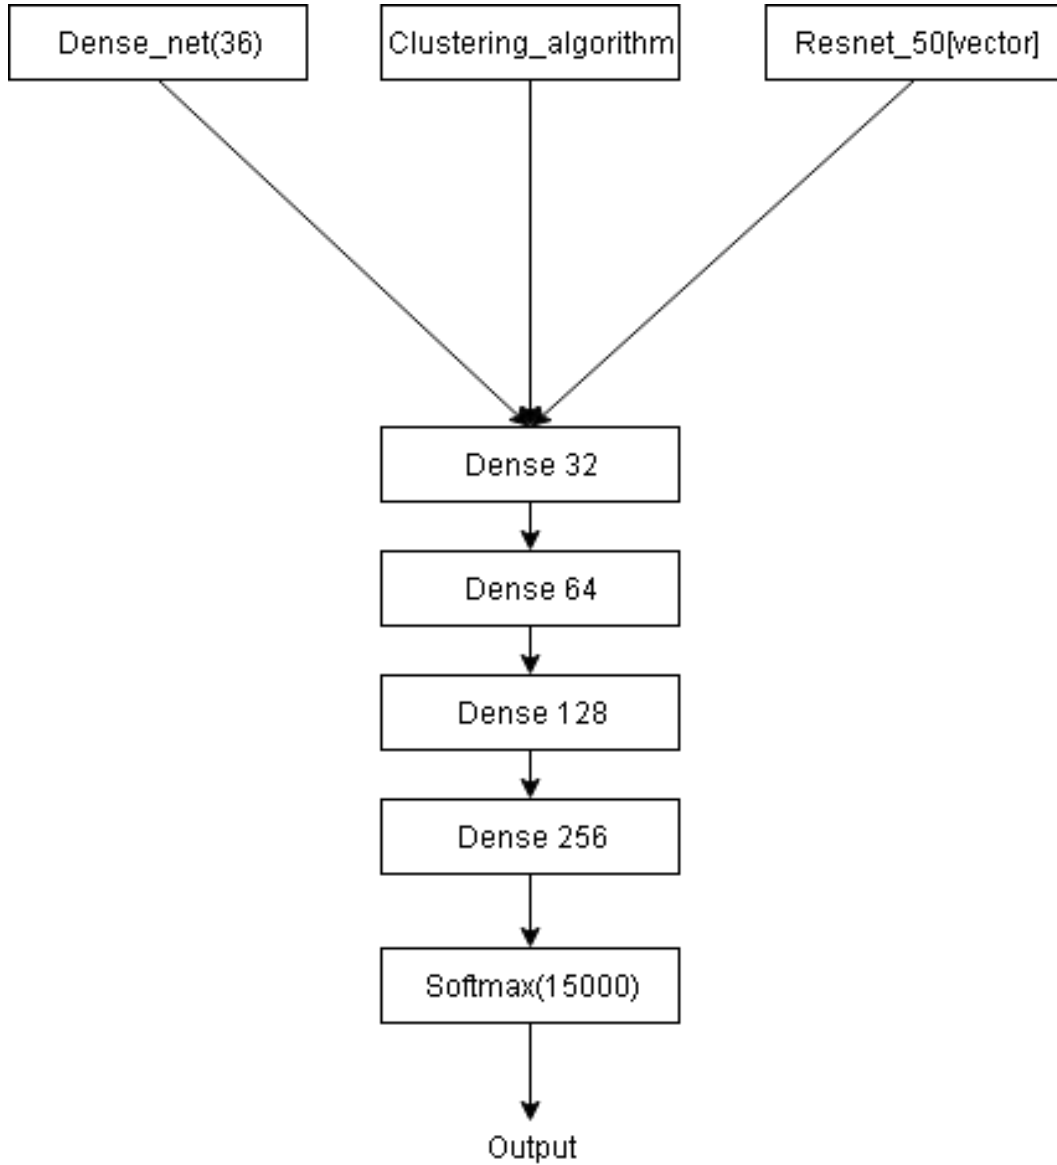 Dense_net(36)
Clustering_algorithm
Resnet_50[vector]
Dense 32
Dense 64
Dense 128
Dense 256
Softmax(15000)
Output